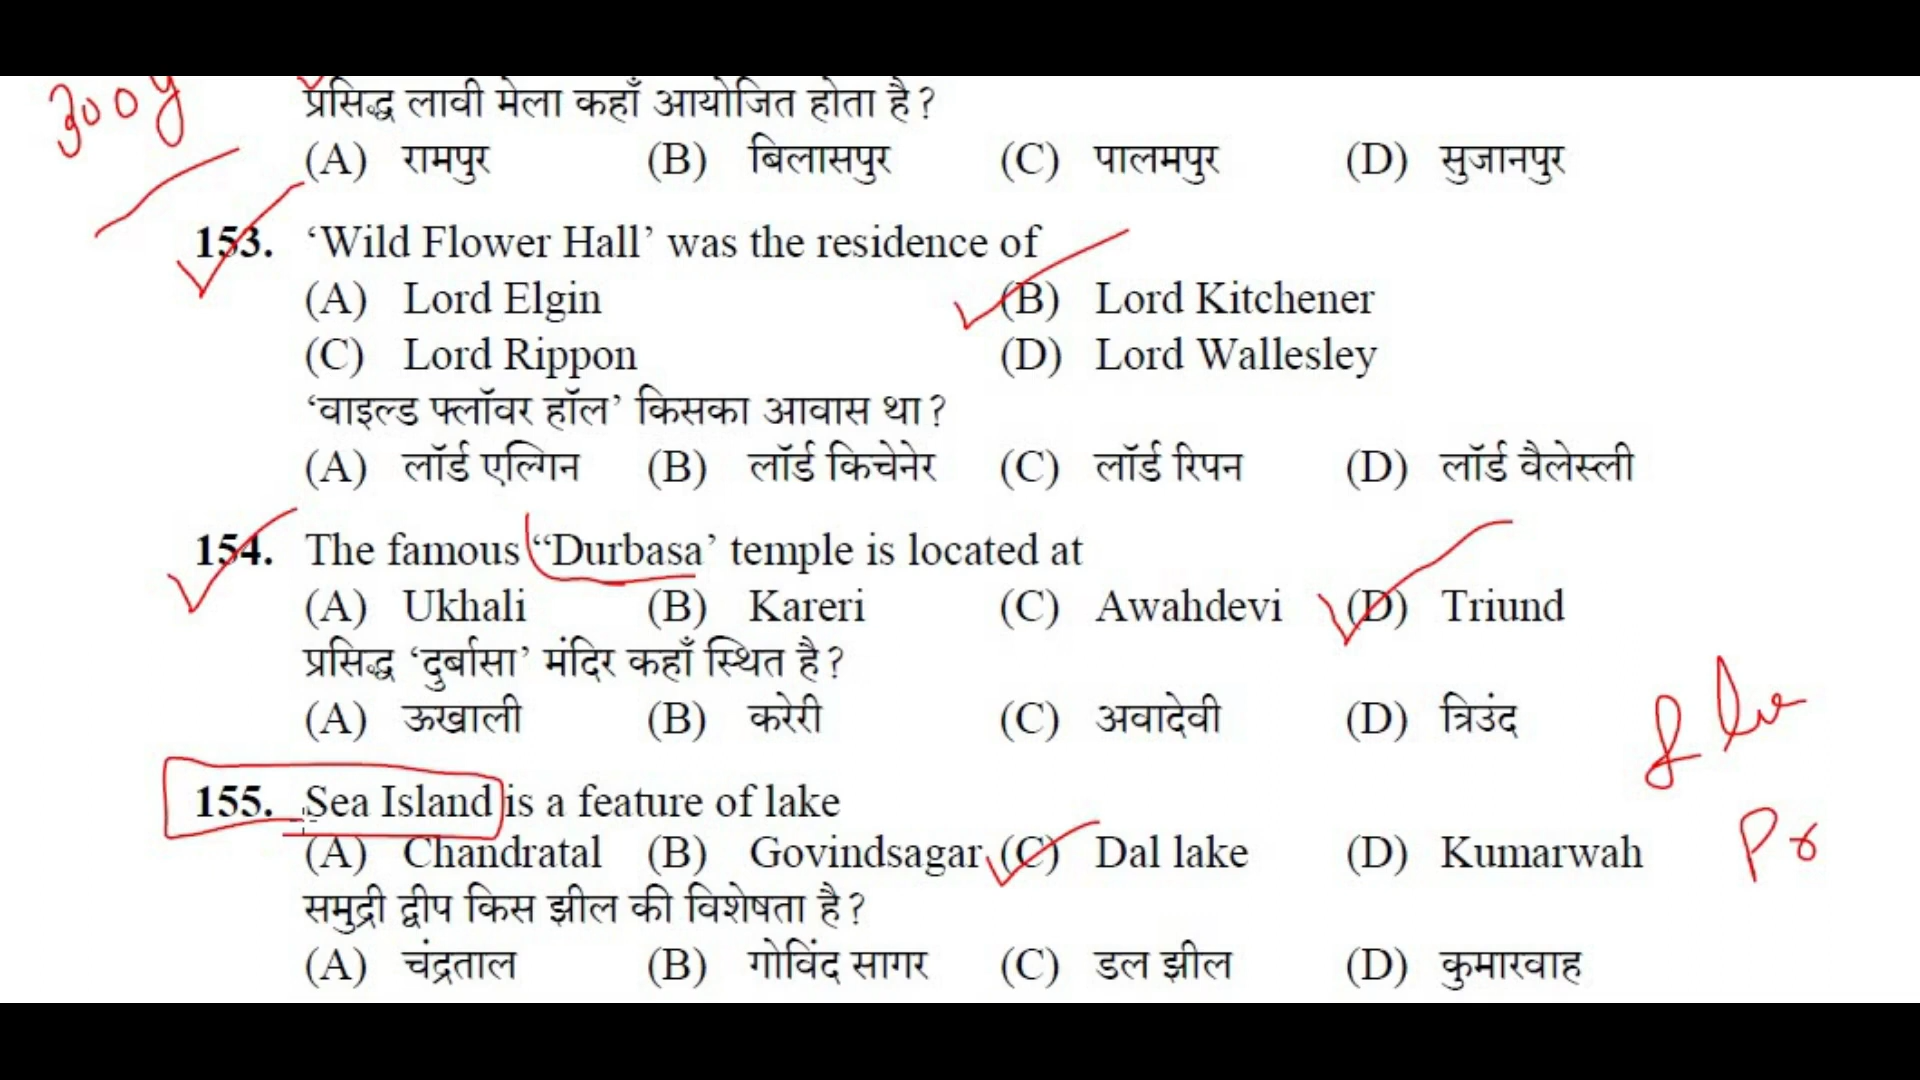 300y
प्रसिद्ध लावी मेला कहाँ आयोजित होता है?
(A) रामपुर (B) बिलासपुर (C) पालमपुर (D) सुजानपुर
153. ‘Wild Flower Hall’ was the residence of
(A) Lord Elgin (B) Lord Kitchener
(C) Lord Rippon (D) Lord Wallesley
‘वाइल्ड फ्लॉवर हॉल’ किसका आवास था?
(A) लॉर्ड एल्गिन (B) लॉर्ड किचेनेर (C) लॉर्ड रिपन (D) लॉर्ड वैलेस्ली
154. The famous “Durbasa’ temple is located at
(A) Ukhali (B) Kareri (C) Awahdevi (D) Triund
प्रसिद्ध ‘दुर्बासा’ मंदिर कहाँ स्थित है?
(A) ऊखाली (B) करेरी (C) अवादेवी (D) त्रिउंद
155. Sea Island is a feature of lake
(A) Chandratal (B) Govindsagar (C) Dal lake (D) Kumarwah
समुद्री द्वीप किस झील की विशेषता है?
(A) चंद्रताल (B) गोविंद सागर (C) डल झील (D) कुमारवाह